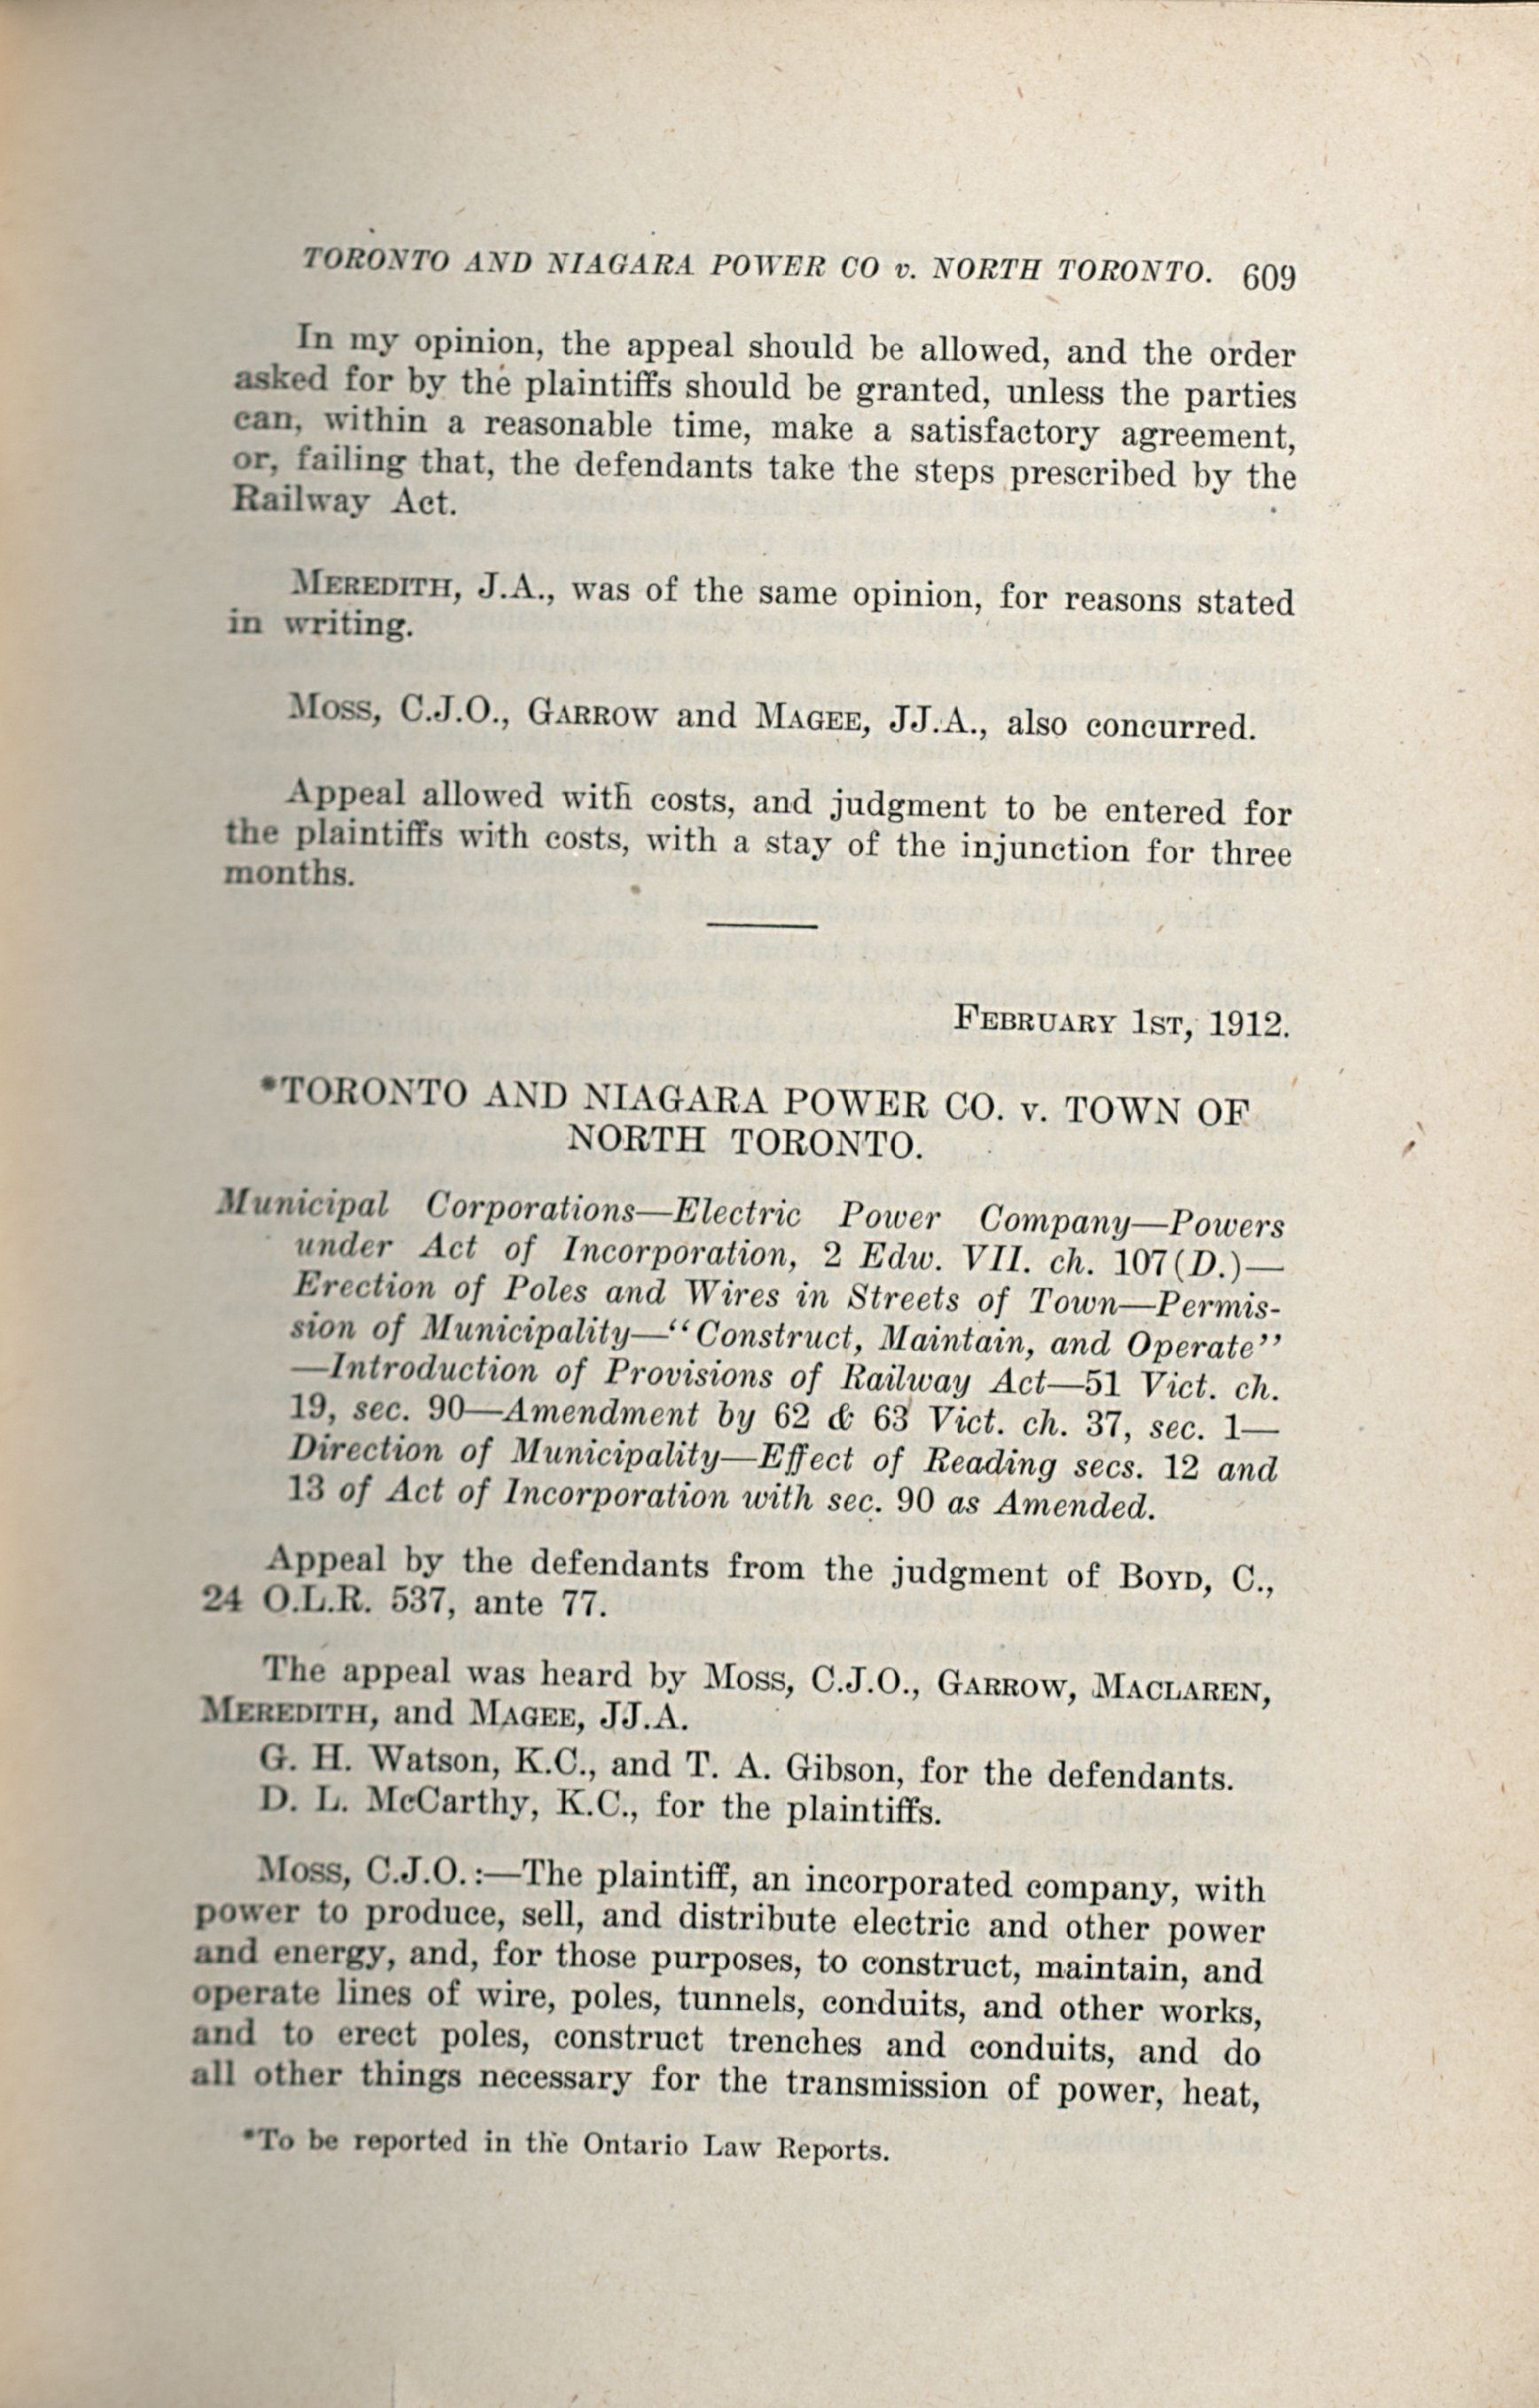 TORONTO AND NIAGARA POWER CO v. NORTH TORONTO. 609
In my opinion, the appeal should be allowed, and the order
asked for by the plaintiffs should be granted, unless the parties
can, within a reasonable time, make a satisfactory agreement,
or, failing that, the defendants take the steps prescribed by the
Railway Act.
MEREDITH, J.A., was of the same opinion, for reasons stated
in writing.
MOSS, C.J.O., GARROW and MAGEE, JJ.A., also concurred.
Appeal allowed with costs, and judgment to be entered for
the plaintiffs with costs, with a stay of the injunction for three
months.
FEBRUARY 1ST, 1912.
*TORONTO AND NIAGARA POWER CO. v. TOWN OF
NORTH TORONTO.
Municipal Corporations—Electric Power Company—Powers
under Act of Incorporation, 2 Edw. VII. ch. 107(D.)—
Erection of Poles and Wires in Streets of Town—Permis-
sion of Municipality—“Construct, Maintain, and Operate”
—Introduction of Provisions of Railway Act—51 Vict. ch.
19, sec. 90—Amendment by 62 & 63 Vict. ch. 37, sec. 1—
Direction of Municipality—Effect of Reading secs. 12 and
13 of Act of Incorporation with sec. 90 as Amended.
Appeal by the defendants from the judgment of BOYD, C.,
24 O.L.R. 537, ante 77.
The appeal was heard by MOSS, C.J.O., GARROW, MACLAREN,
MEREDITH, and MAGEE, JJ.A.
G. H. Watson, K.C., and T. A. Gibson, for the defendants.
D. L. McCarthy, K.C., for the plaintiffs.
MOSS, C.J.O.:—The plaintiff, an incorporated company, with
power to produce, sell, and distribute electric and other power
and energy, and, for those purposes, to construct, maintain, and
operate lines of wire, poles, tunnels, conduits, and other works,
and to erect poles, construct trenches and conduits, and do
all other things necessary for the transmission of power, heat,
*To be reported in the Ontario Law Reports.